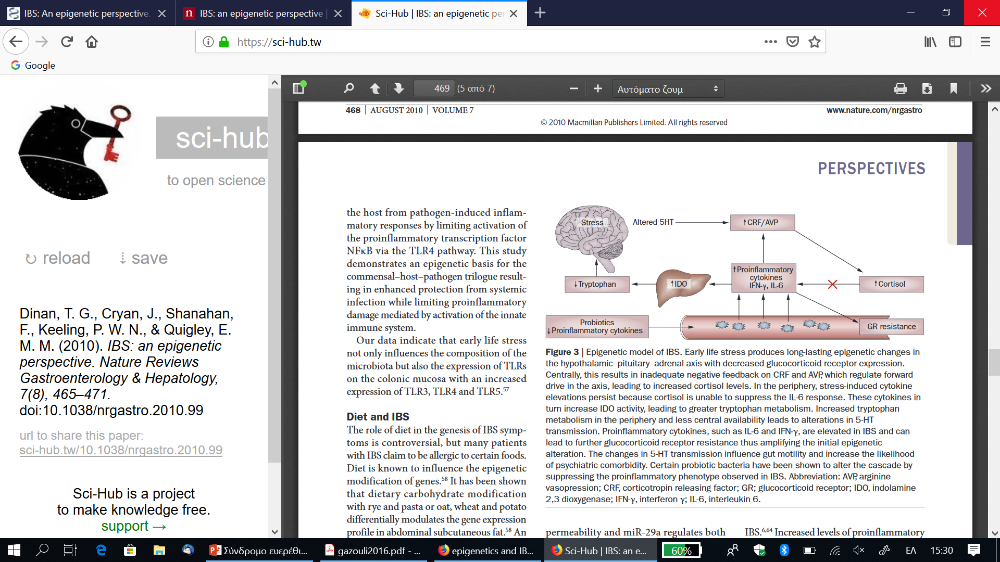 IBS: An epigenetic perspective.
IBS: an epigenetic perspective |
Sci-Hub | IBS: an epigenetic per
https://sci-hub.tw
Google
sci-hub
to open science
↻ reload
⇣ save
Dinan, T. G., Cryan, J., Shanahan,
F., Keeling, P. W. N., & Quigley, E.
M. M. (2010). IBS: an epigenetic
perspective. Nature Reviews
Gastroenterology & Hepatology,
7(8), 465–471.
doi:10.1038/nrgastro.2010.99
url to share this paper:
sci-hub.tw/10.1038/nrgastro.2010.99
Sci-Hub is a project
to make knowledge free.
support →
469 (5 από 7)
Αυτόματο ζουμ
468 | AUGUST 2010 | VOLUME 7
www.nature.com/nrgastro
© 2010 Macmillan Publishers Limited. All rights reserved
PERSPECTIVES
the host from pathogen-induced inflam-
matory responses by limiting activation of
the proinflammatory transcription factor
NFκB via the TLR4 pathway. This study
demonstrates an epigenetic basis for the
commensal–host–pathogen trilogue result-
ing in enhanced protection from systemic
infection while limiting proinflammatory
damage mediated by activation of the innate
immune system.
Our data indicate that early life stress
not only influences the composition of the
microbiota but also the expression of TLRs
on the colonic mucosa with an increased
expression of TLR3, TLR4 and TLR5.57
Diet and IBS
The role of diet in the genesis of IBS symp-
toms is controversial, but many patients
with IBS claim to be allergic to certain foods.
Diet is known to influence the epigenetic
modification of genes.58 It has been shown
that dietary carbohydrate modification
with rye and pasta or oat, wheat and potato
differentially modulates the gene expression
profile in abdominal subcutaneous fat.58 An
Stress
Altered 5HT
↑CRF/AVP
↓Tryptophan
↑IDO
↑Proinflammatory
cytokines
IFN-γ, IL-6
↑Cortisol
Probiotics
↓Proinflammatory cytokines
GR resistance
Figure 3 | Epigenetic model of IBS. Early life stress produces long-lasting epigenetic changes in
the hypothalamic–pituitary–adrenal axis with decreased glucocorticoid receptor expression.
Centrally, this results in inadequate negative feedback on CRF and AVP, which regulate forward
drive in the axis, leading to increased cortisol levels. In the periphery, stress-induced cytokine
elevations persist because cortisol is unable to suppress the IL-6 response. These cytokines in
turn increase IDO activity, leading to greater tryptophan metabolism. Increased tryptophan
metabolism in the periphery and less central availability leads to alterations in 5-HT
transmission. Proinflammatory cytokines, such as IL-6 and IFN-γ, are elevated in IBS and can
lead to further glucocorticoid receptor resistance thus amplifying the initial epigenetic
alteration. The changes in 5-HT transmission influence gut motility and increase the likelihood
of psychiatric comorbidity. Certain probiotic bacteria have been shown to alter the cascade by
suppressing the proinflammatory phenotype observed in IBS. Abbreviation: AVP, arginine
vasopression; CRF, corticotropin releasing factor; GR; glucocorticoid receptor; IDO, indolamine
2,3 dioxygenase; IFN-γ, interferon γ; IL-6, interleukin 6.
permeability and miR-29a regulates both
IBS.6,64 Increased levels of proinflammatory
Σύνδρομο ευερέθι...
gazouli2016.pdf - ...
epigenetics and IB...
Sci-Hub | IBS: an e...
60%
ΕΛ
15:30